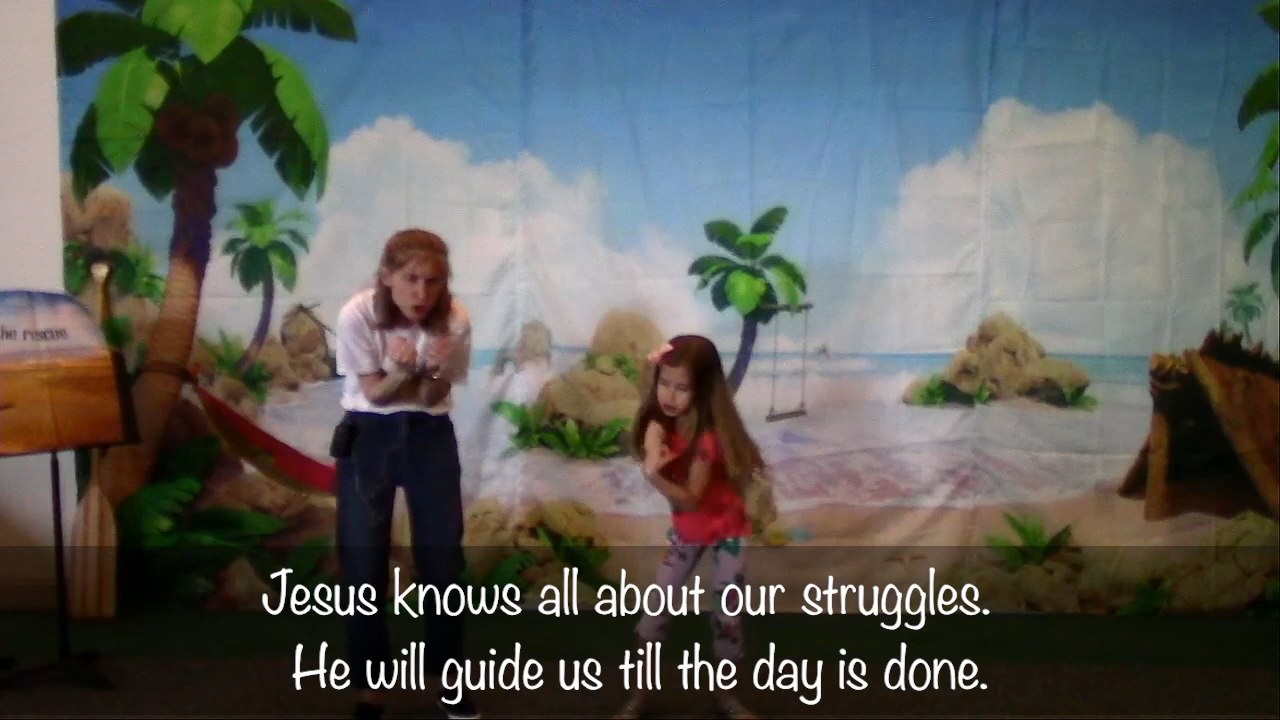 he rescue
Jesus knows all about our struggles.
He will guide us till the day is done.